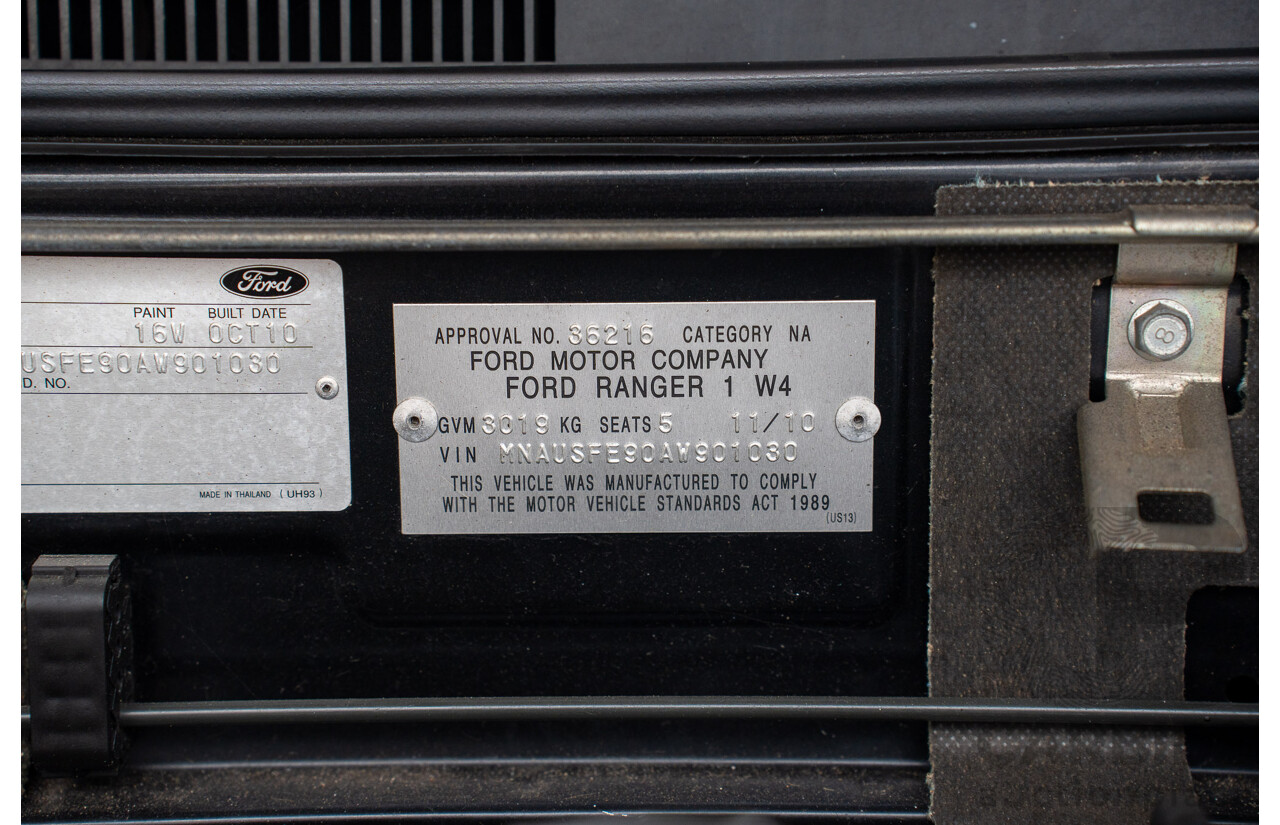 Ford
PAINT BUILT DATE
16W OCT10
USFE90AW901030
D. NO.
MADE IN THAILAND (UH93)
APPROVAL NO. 36216 CATEGORY NA
FORD MOTOR COMPANY
FORD RANGER 1 W4
GVM 3019 KG SEATS 5 11/10
VIN MNAUSFE90AW901030
THIS VEHICLE WAS MANUFACTURED TO COMPLY
WITH THE MOTOR VEHICLE STANDARDS ACT 1989
(US13)
8